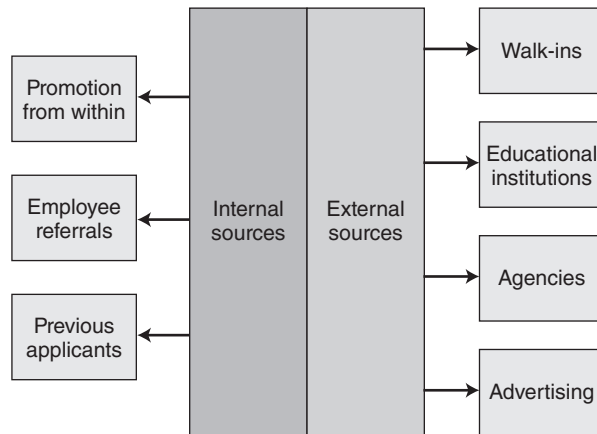 Promotion
from within
Employee
referrals
Previous
applicants
Internal
sources
External
sources
Walk-ins
Educational
institutions
Agencies
Advertising